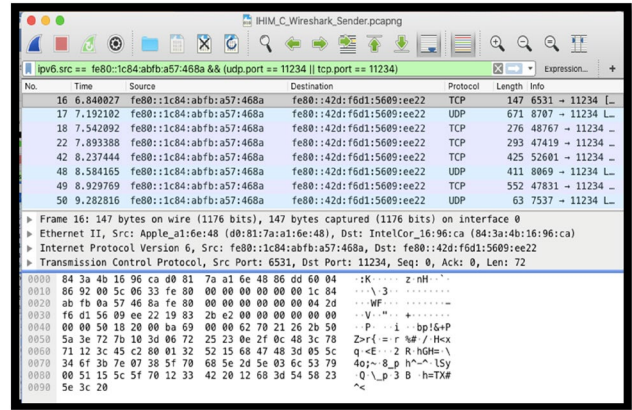 IHIM_C_Wireshark_Sender.pcapng
ipv6.src == fe80::1c84:abfb:a57:468a && (udp.port == 11234 || tcp.port == 11234) Expression... +
No. Time Source Destination Protocol Length Info
16 6.840027 fe80::1c84:abfb:a57:468a fe80::42d:f6d1:5609:ee22 TCP 147 6531 → 11234 [...
17 7.192102 fe80::1c84:abfb:a57:468a fe80::42d:f6d1:5609:ee22 UDP 671 8707 → 11234 L...
18 7.542092 fe80::1c84:abfb:a57:468a fe80::42d:f6d1:5609:ee22 TCP 276 48767 → 11234 ...
22 7.893388 fe80::1c84:abfb:a57:468a fe80::42d:f6d1:5609:ee22 TCP 293 47419 → 11234 ...
42 8.237444 fe80::1c84:abfb:a57:468a fe80::42d:f6d1:5609:ee22 TCP 425 52601 → 11234 ...
48 8.584165 fe80::1c84:abfb:a57:468a fe80::42d:f6d1:5609:ee22 UDP 411 8069 → 11234 L...
49 8.929769 fe80::1c84:abfb:a57:468a fe80::42d:f6d1:5609:ee22 TCP 552 47831 → 11234 ...
50 9.282816 fe80::1c84:abfb:a57:468a fe80::42d:f6d1:5609:ee22 UDP 63 7537 → 11234 L...
Frame 16: 147 bytes on wire (1176 bits), 147 bytes captured (1176 bits) on interface 0
Ethernet II, Src: Apple_a1:6e:48 (d0:81:7a:a1:6e:48), Dst: IntelCor_16:96:ca (84:3a:4b:16:96:ca)
Internet Protocol Version 6, Src: fe80::1c84:abfb:a57:468a, Dst: fe80::42d:f6d1:5609:ee22
Transmission Control Protocol, Src Port: 6531, Dst Port: 11234, Seq: 0, Ack: 0, Len: 72
0000 84 3a 4b 16 96 ca d0 81 7a a1 6e 48 86 dd 60 04 ·:K····· z·nH··`·
0010 86 92 00 5c 06 33 fe 80 00 00 00 00 00 00 1c 84 ···\·3·· ········
0020 ab fb 0a 57 46 8a fe 80 00 00 00 00 00 00 04 2d ···WF··· ·······-
0030 f6 d1 56 09 ee 22 19 83 2b e2 00 00 00 00 00 00 ··V··"·· +·······
0040 00 00 50 18 20 00 ba 69 00 00 62 70 21 26 2b 50 ··P· ··i ··bp!&+P
0050 5a 3e 72 7b 10 3d 06 72 25 23 0e 2f 0c 48 3c 78 Z>r{·=·r %#·/·H<x
0060 71 12 3c 45 c2 80 01 32 52 15 68 47 48 3d 05 5c q·<E···2 R·hGH=·\
0070 34 6f 3b 7e 07 38 5f 70 68 5e 2d 5e 03 6c 53 79 4o;~·8_p h^-^·lSy
0080 00 51 15 5c 5f 70 12 33 42 20 12 68 3d 54 58 23 ·Q·\_p·3 B ·h=TX#
0090 5e 3c 20 ^<